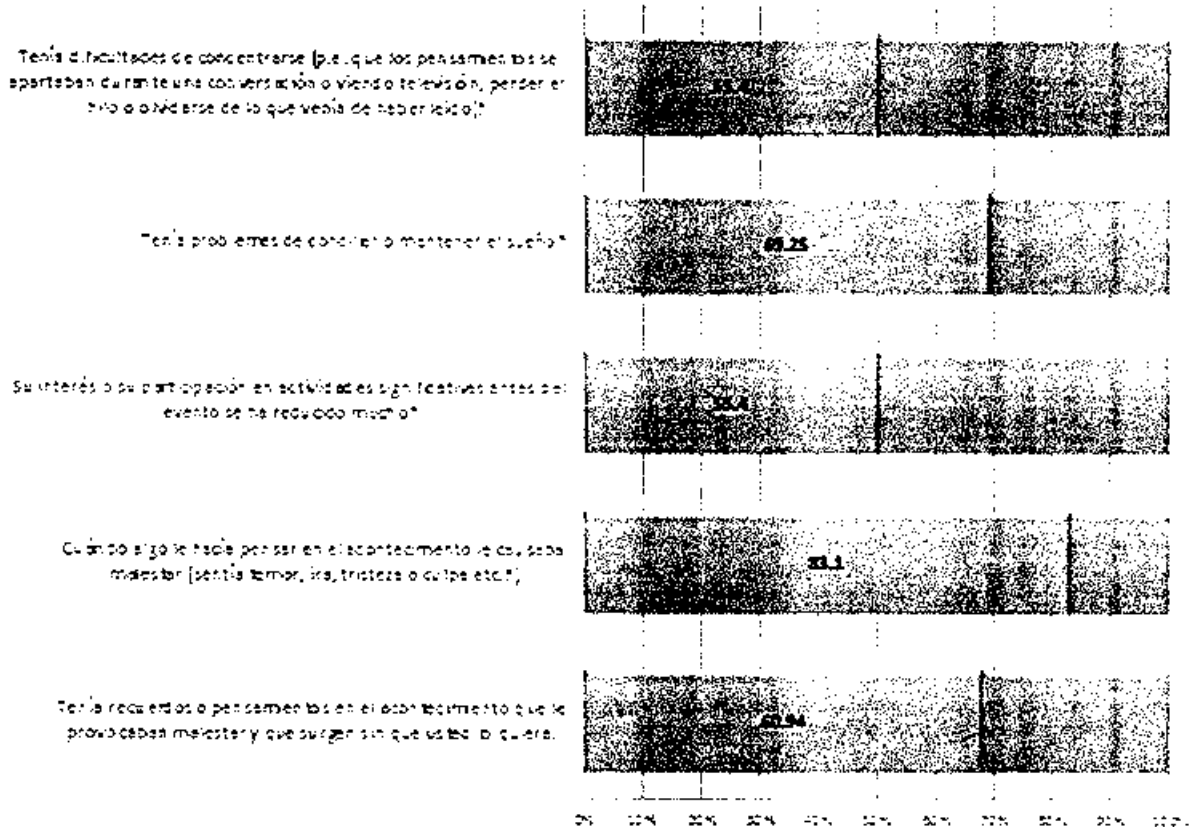 Tenía dificultades de concentrarse (p.e., que los pensamientos se
apartaban durante una conversación o viendo televisión, perder el
hilo o olvidarse de lo que venía de haber leído)*
Tenía problemas de conciliar o mantener el sueño*
69.25
Su interés o su participación en actividades significativas antes del
evento se ha reducido mucho*
Cuando algo le hacía pensar en el acontecimiento le causaba
malestar (sentía temor, ira, tristeza o culpa etc.*)
83.1
Tenía recuerdos o pensamientos en el acontecimiento que le
provocaban malestar y que surgen sin que usted lo quiera.
0% 10% 20% 30% 40% 50% 60% 70% 80% 90% 100%